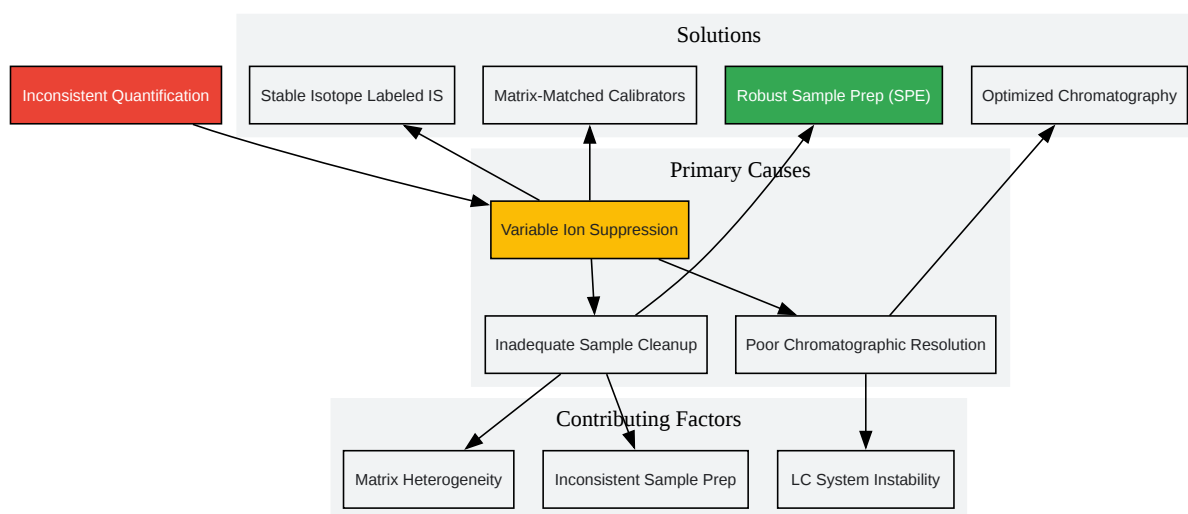 Solutions
Inconsistent Quantification
Stable Isotope Labeled IS
Matrix-Matched Calibrators
Robust Sample Prep (SPE)
Optimized Chromatography
Primary Causes
Variable Ion Suppression
Inadequate Sample Cleanup
Poor Chromatographic Resolution
Contributing Factors
Matrix Heterogeneity
Inconsistent Sample Prep
LC System Instability